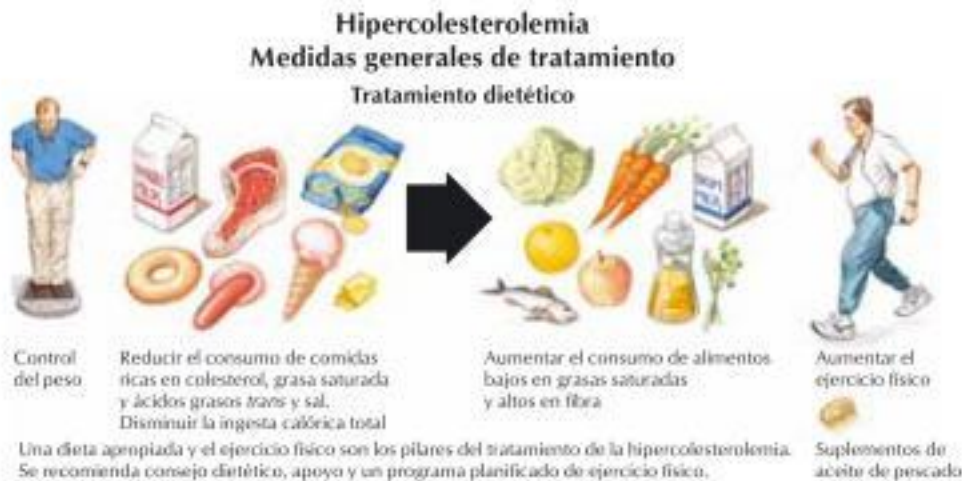 Hipercolesterolemia
Medidas generales de tratamiento
Tratamiento dietético
MILK
MILK
Control
del peso
Reducir el consumo de comidas
ricas en colesterol, grasa saturada
y ácidos grasos trans y sal.
Disminuir la ingesta calórica total
Aumentar el consumo de alimentos
bajos en grasas saturadas
y altos en fibra
Aumentar el
ejercicio físico
Una dieta apropiada y el ejercicio físico son los pilares del tratamiento de la hipercolesterolemia.
Se recomienda consejo dietético, apoyo y un programa planificado de ejercicio físico.
Suplementos de
aceite de pescado